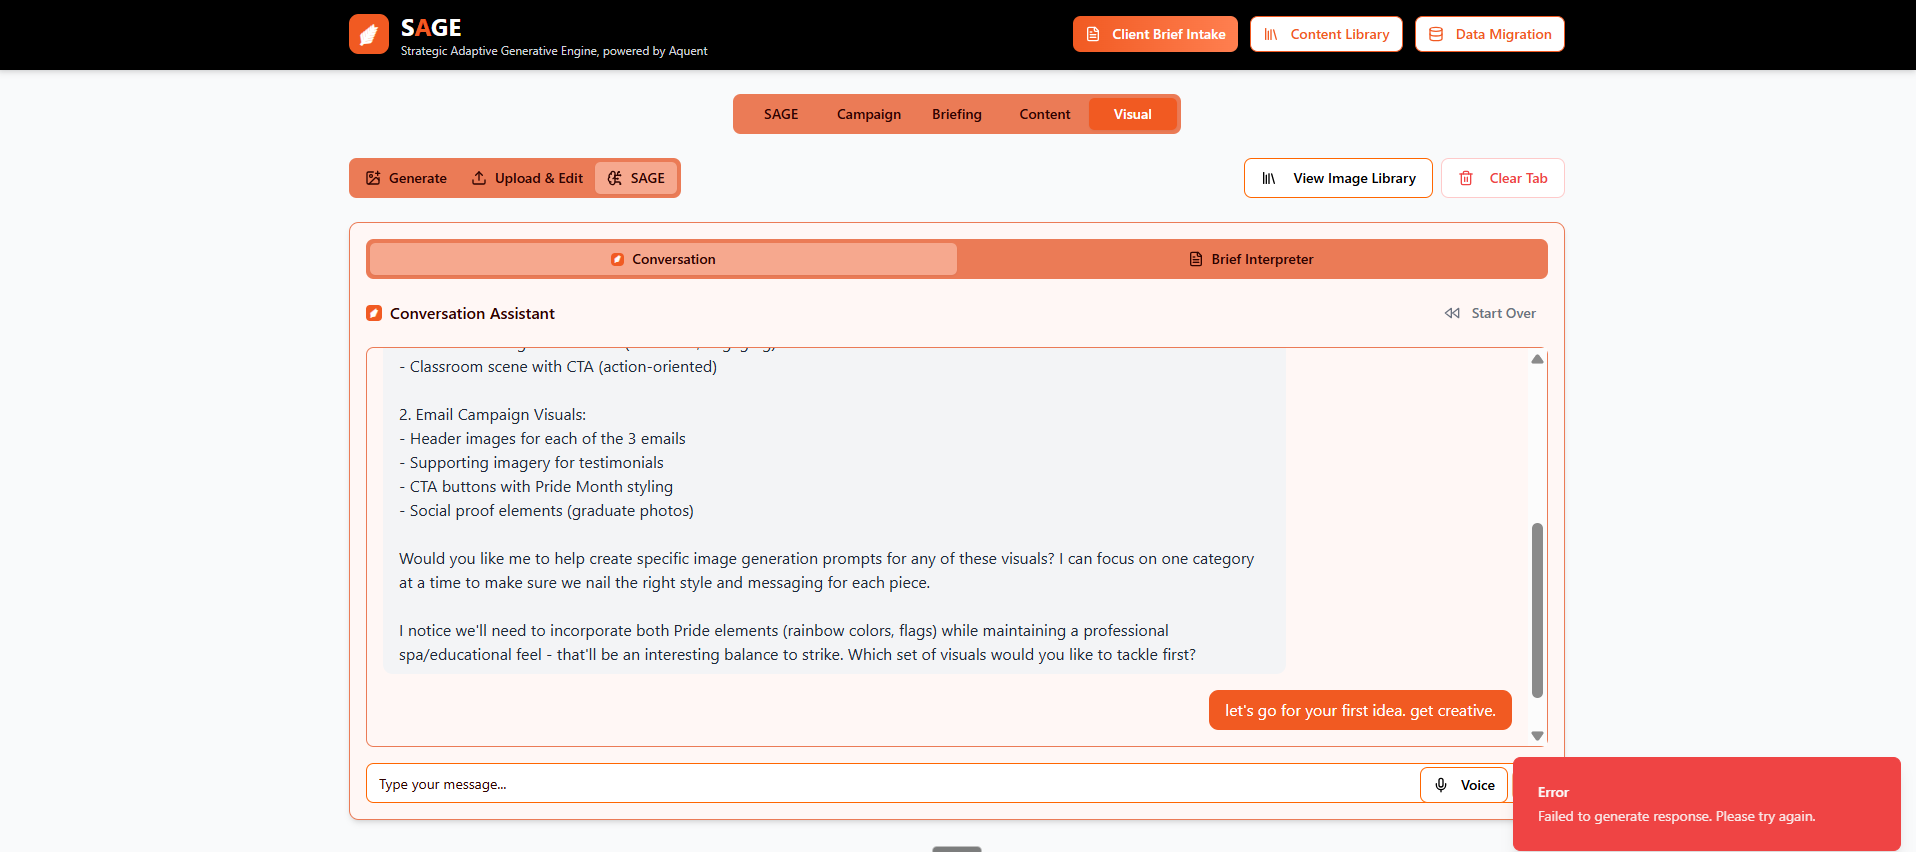 SAGE
Strategic Adaptive Generative Engine, powered by Aquent
Client Brief Intake
Content Library
Data Migration
SAGE
Campaign
Briefing
Content
Visual
Generate
Upload & Edit
SAGE
View Image Library
Clear Tab
Conversation
Brief Interpreter
Conversation Assistant
Start Over
- Classroom scene with CTA (action-oriented)
2. Email Campaign Visuals:
- Header images for each of the 3 emails
- Supporting imagery for testimonials
- CTA buttons with Pride Month styling
- Social proof elements (graduate photos)
Would you like me to help create specific image generation prompts for any of these visuals? I can focus on one category
at a time to make sure we nail the right style and messaging for each piece.
I notice we'll need to incorporate both Pride elements (rainbow colors, flags) while maintaining a professional
spa/educational feel - that'll be an interesting balance to strike. Which set of visuals would you like to tackle first?
let's go for your first idea. get creative.
Type your message...
Voice
Error
Failed to generate response. Please try again.